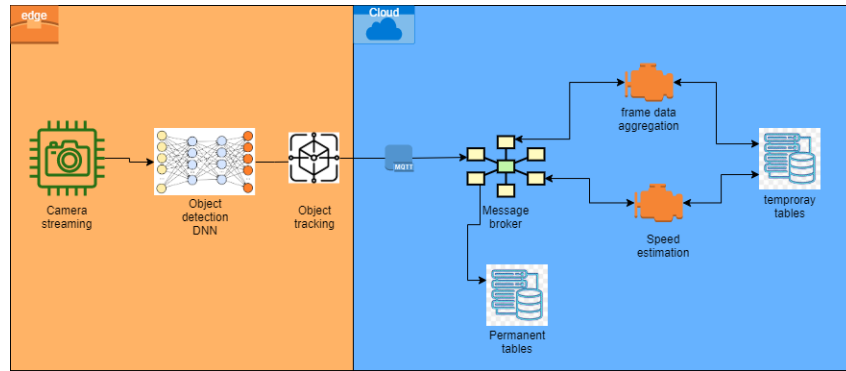 edge
Cloud
frame data
aggregation
MQTT
Camera
streaming
Object
detection
DNN
Object
tracking
Message
broker
temproray
tables
Speed
estimation
Permanent
tables